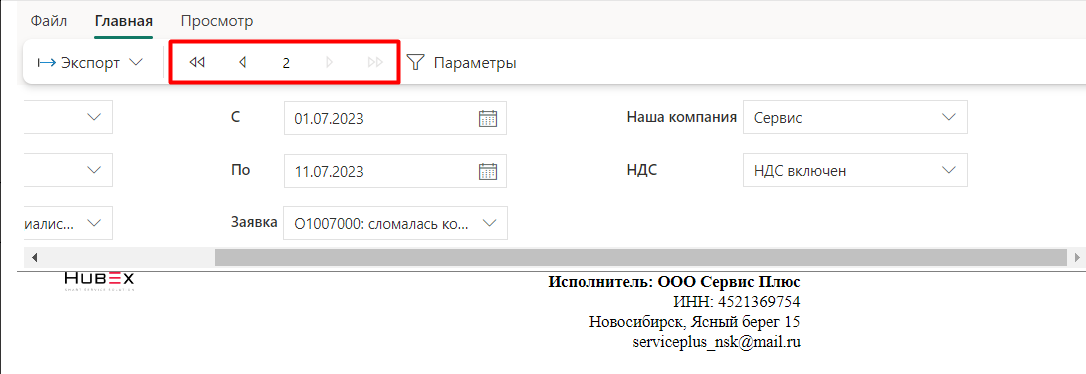 Файл Главная Просмотр
Экспорт 2 Параметры
С 01.07.2023 Наша компания Сервис
По 11.07.2023 НДС НДС включен
иалис... Заявка O1007000: сломалась ко...
HUBEX
Исполнитель: ООО Сервис Плюс
ИНН: 4521369754
Новосибирск, Ясный берег 15
serviceplus_nsk@mail.ru